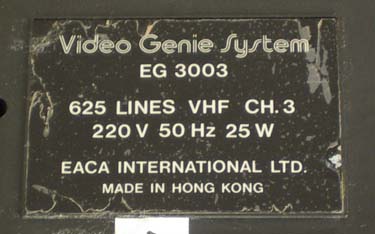 Video Genie System
EG 3003
625 LINES VHF CH.3
220 V 50 Hz 25 W
EACA INTERNATIONAL LTD.
MADE IN HONG KONG